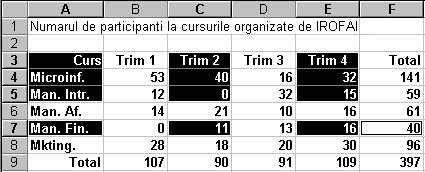 A B C D E F
1 Numarul de participanti la cursurile organizate de IROFAI
2
3 Curs Trim 1 Trim 2 Trim 3 Trim 4 Total
4 Microinf. 53 40 16 32 141
5 Man. Intr. 12 0 32 15 59
6 Man. Af. 14 21 10 16 61
7 Man. Fin. 0 11 13 16 40
8 Mkting. 28 18 20 30 96
9 Total 107 90 91 109 397